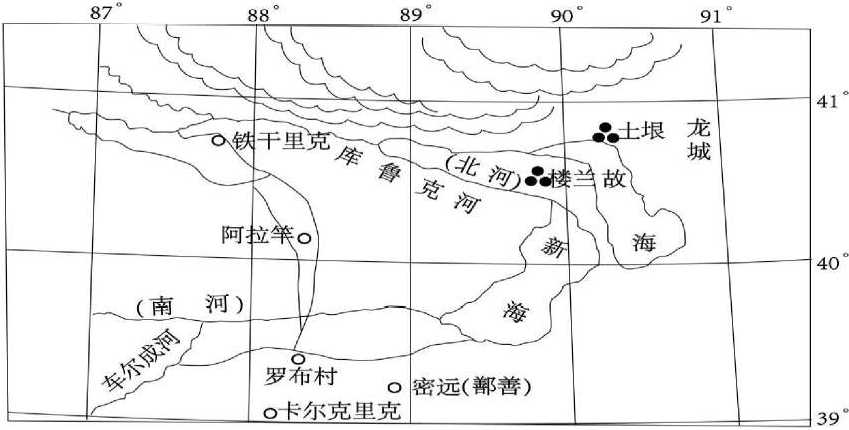 87° 88° 89° 90° 91°
41°
土垠
龙城
铁干里克
库鲁克河
(北河)
楼兰故
阿拉竿
新海
海
40°
(南河)
车尔成河
罗布村
密远(鄯善)
卡尔克里克
39°